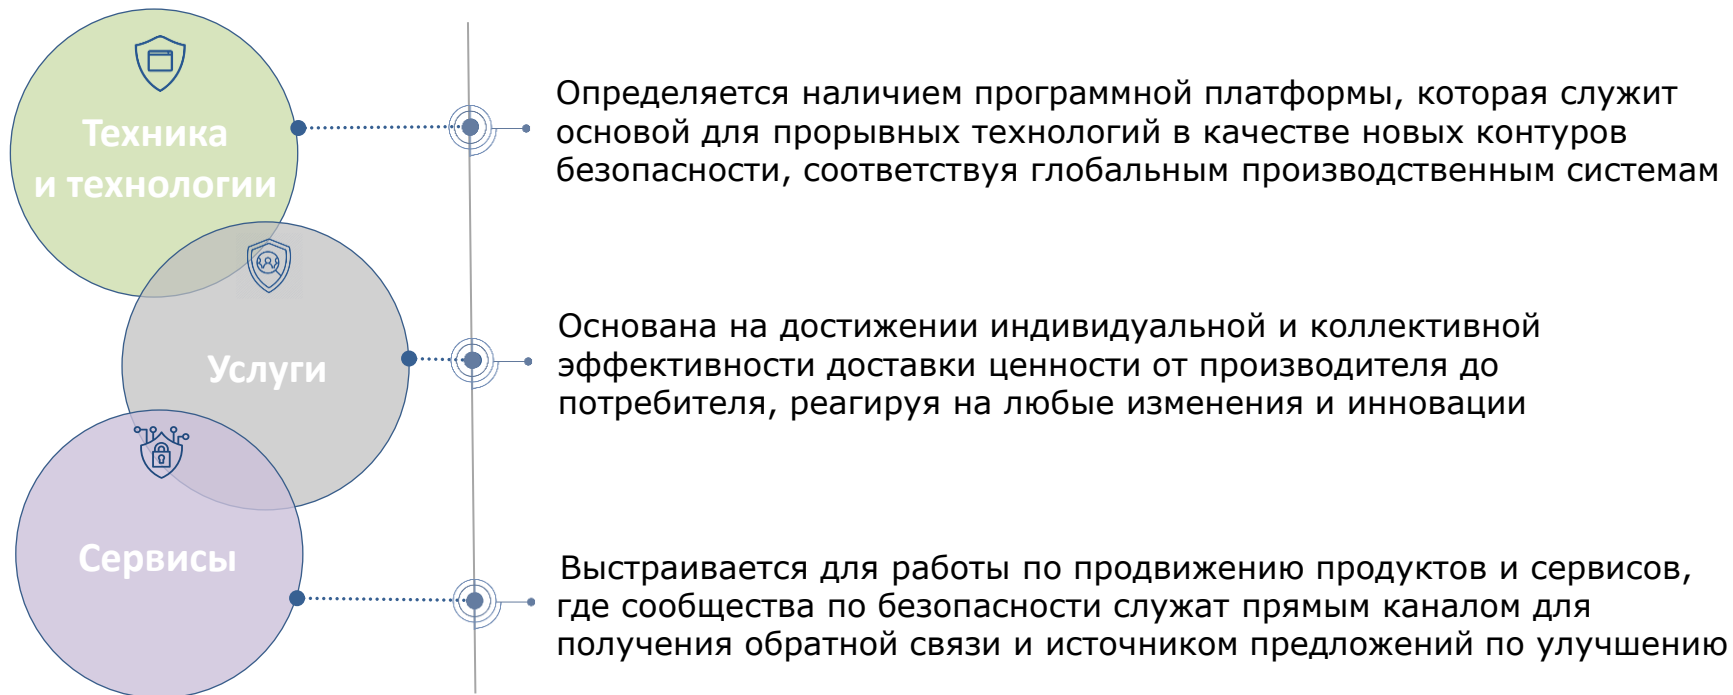 Техника
и технологии
Определяется наличием программной платформы, которая служит
основой для прорывных технологий в качестве новых контуров
безопасности, соответствуя глобальным производственным системам
Услуги
Основана на достижении индивидуальной и коллективной
эффективности доставки ценности от производителя до
потребителя, реагируя на любые изменения и инновации
Сервисы
Выстраивается для работы по продвижению продуктов и сервисов,
где сообщества по безопасности служат прямым каналом для
получения обратной связи и источником предложений по улучшению